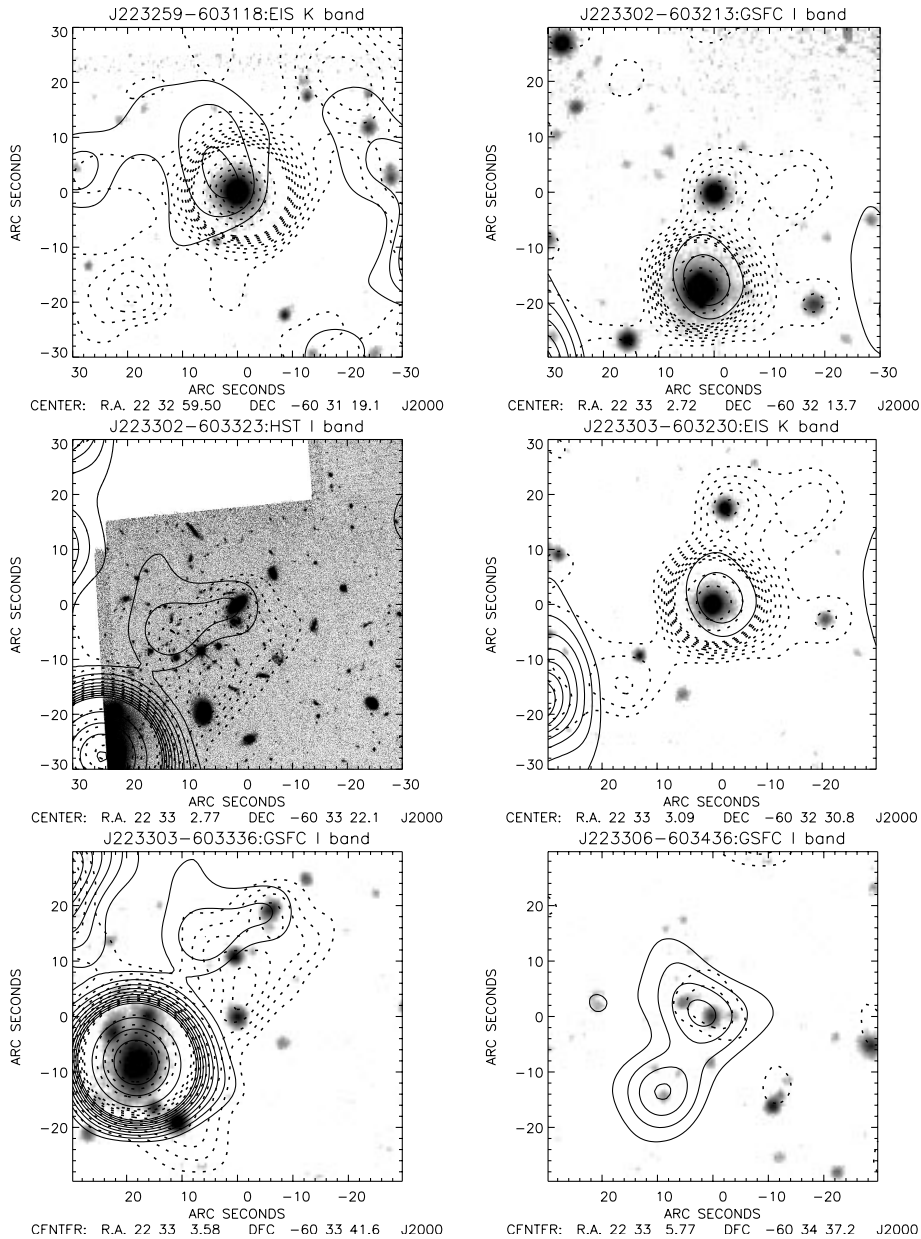 J223259-603118:EIS K band
J223302-603213:GSFC I band
30
20
10
0
-10
-20
-30
ARC SECONDS
30
20
10
0
-10
-20
-30
ARC SECONDS
30 20 10 0 -10 -20 -30
20 10 0 -10 -20 -30
ARC SECONDS
ARC SECONDS
CENTER: R.A. 22 32 59.50 DEC -60 31 19.1 J2000
CENTER: R.A. 22 33 2.72 DEC -60 32 13.7 J2000
J223302-603323:HST I band
J223303-603230:EIS K band
30
20
10
0
-10
-20
-30
ARC SECONDS
30
20
10
0
-10
-20
-30
ARC SECONDS
30 20 10 0 -10 -20
20 10 0 -10 -20
ARC SECONDS
ARC SECONDS
CENTER: R.A. 22 33 2.77 DEC -60 33 22.1 J2000
CENTER: R.A. 22 33 3.09 DEC -60 32 30.8 J2000
J223303-603336:GSFC I band
J223306-603436:GSFC I band
20
10
0
-10
-20
ARC SECONDS
20
10
0
-10
-20
ARC SECONDS
20 10 0 -10 -20
20 10 0 -10 -20
ARC SECONDS
ARC SECONDS
CENTER: R.A. 22 33 3.58 DEC -60 33 41.6 J2000
CENTER: R.A. 22 33 5.77 DEC -60 34 37.2 J2000